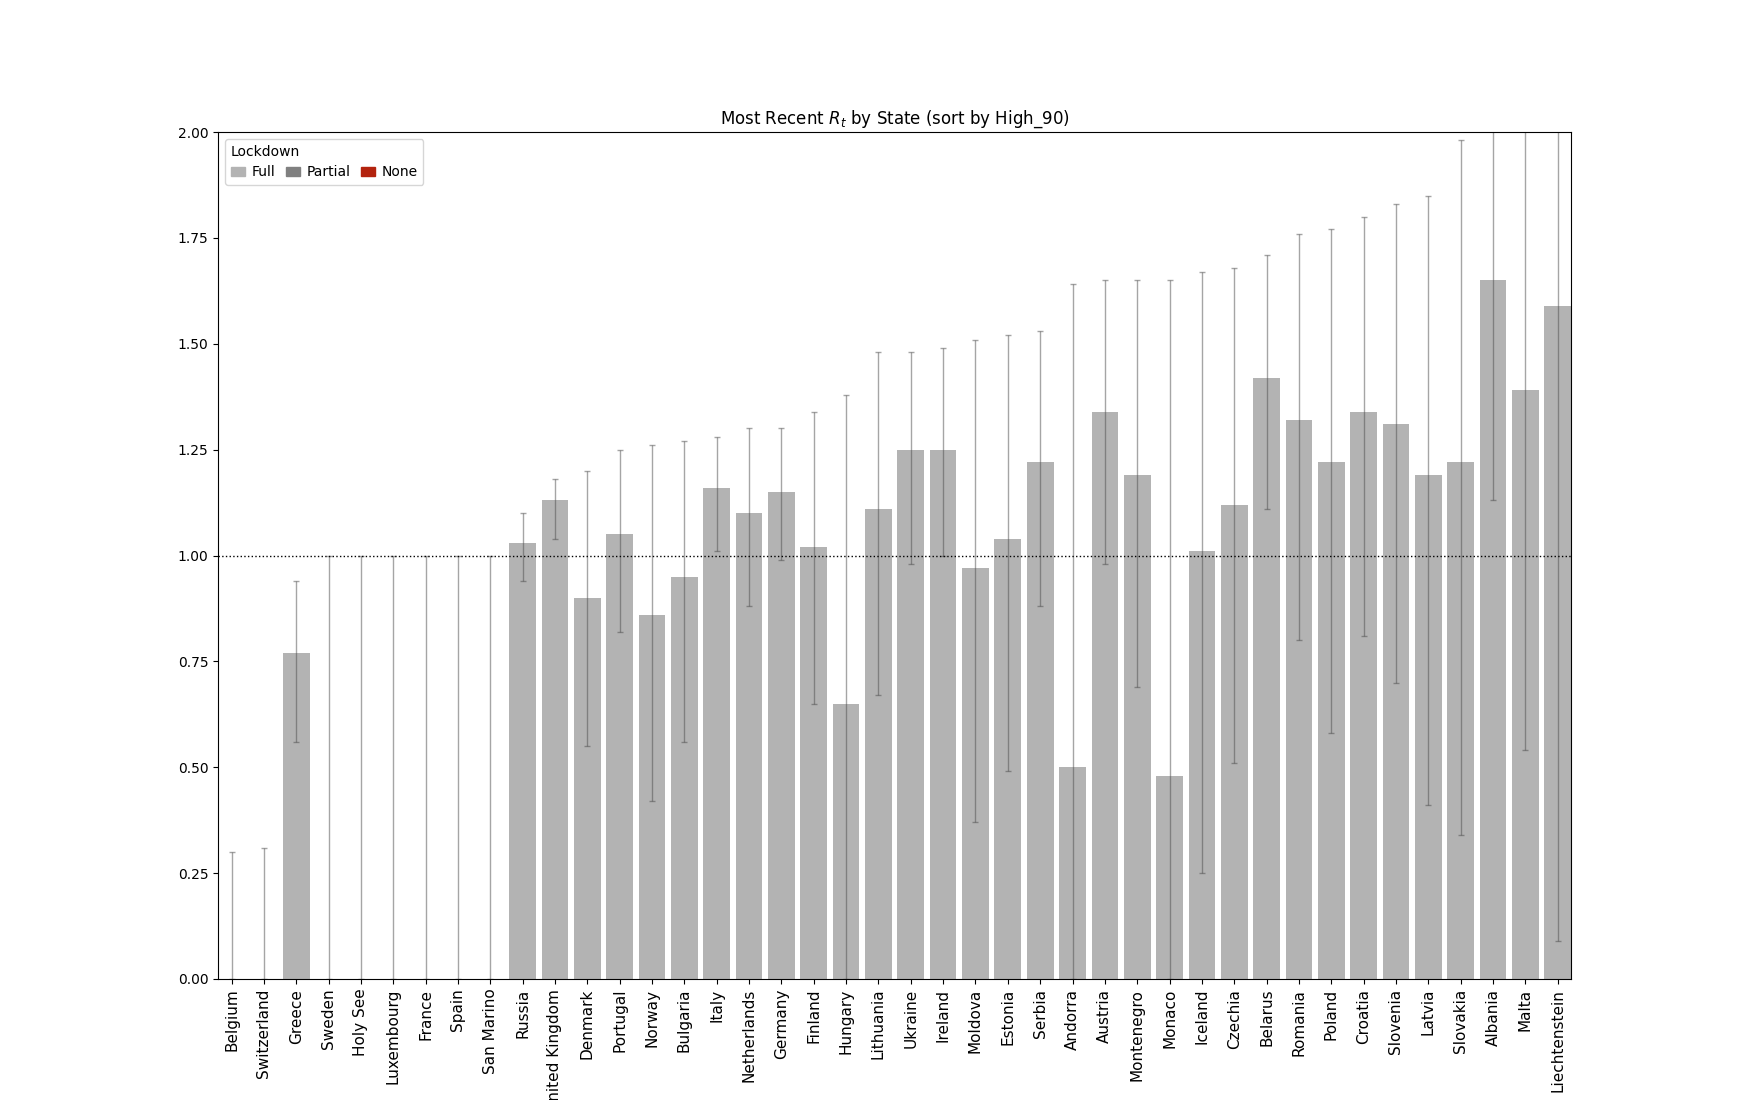 Most Recent R_t by State (sort by High_90)
Lockdown
Full Partial None
2.00
1.75
1.50
1.25
1.00
0.75
0.50
0.25
0.00
Belgium
Switzerland
Greece
Sweden
Holy See
Luxembourg
France
Spain
San Marino
Russia
nited Kingdom
Denmark
Portugal
Norway
Bulgaria
Italy
Netherlands
Germany
Finland
Hungary
Lithuania
Ukraine
Ireland
Moldova
Estonia
Serbia
Andorra
Austria
Montenegro
Monaco
Iceland
Czechia
Belarus
Romania
Poland
Croatia
Slovenia
Latvia
Slovakia
Albania
Malta
Liechtenstein